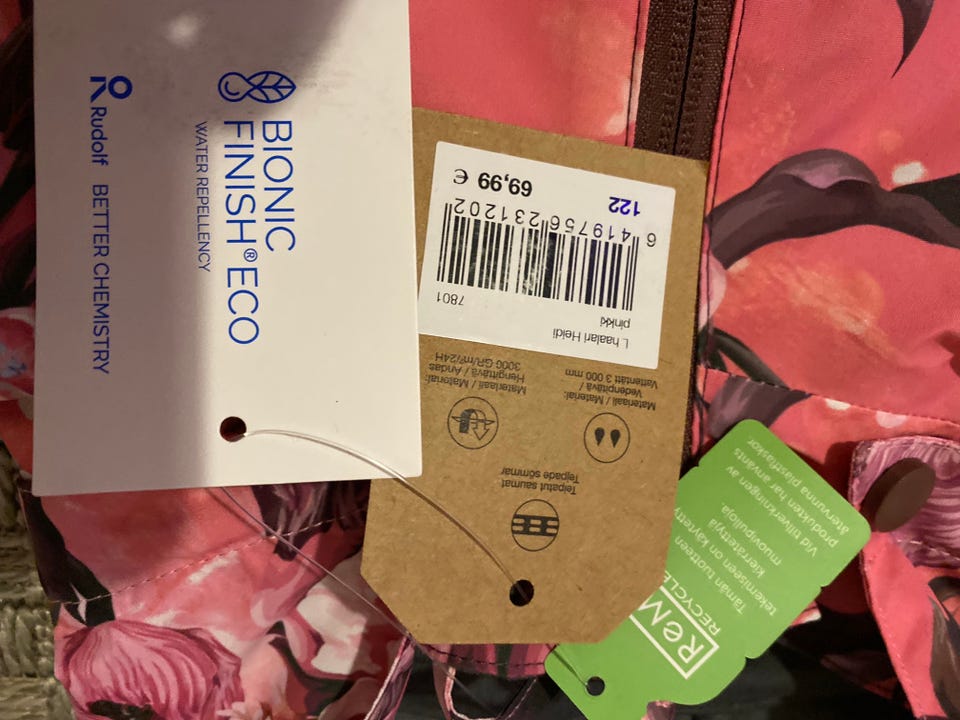 BIONIC
FINISH®ECO
WATER REPELLENCY
Rudolf BETTER CHEMISTRY
Teipatut saumat
Tejpade sömmar
Materiaali / Material:
Vedenpitävä /
Vattentätt 3 000 mm
Materiaali / Material:
Hengittävä / Andas
3000 GR/m²/24H
L haalari Heidi
pinkki
7801
6 419756 231202
122
69,99 €
ReM
RECYCLE
Tämän tuotteen
tekemiseen on käytetty
kierrätettyjä
muovipulloja
Vid tillverkningen av
produkten har använts
återvunna plastflaskor